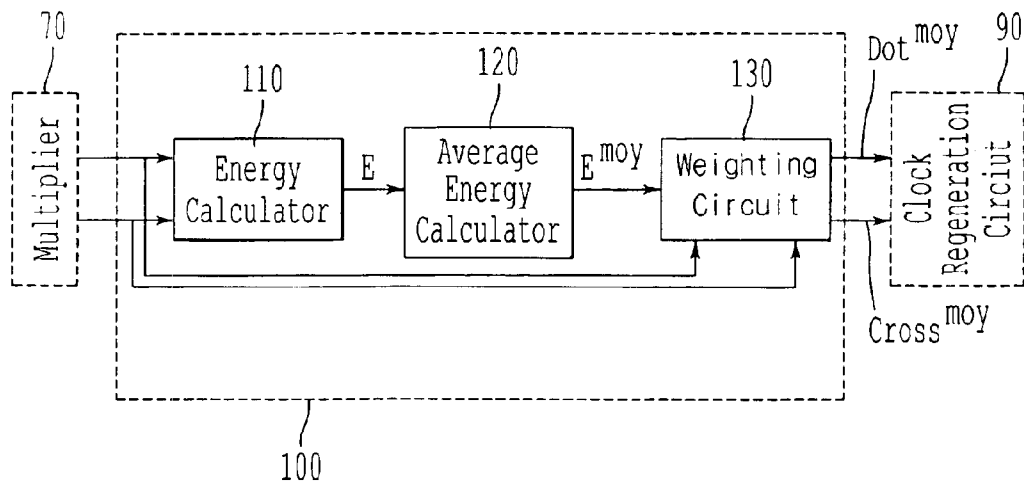 70
Multiplier
110
Energy
Calculator
E
120
Average
Energy
Calculator
E moy
130
Weighting
Circuit
Dot moy
Cross moy
90
Clock
Regeneration
Circiut
100